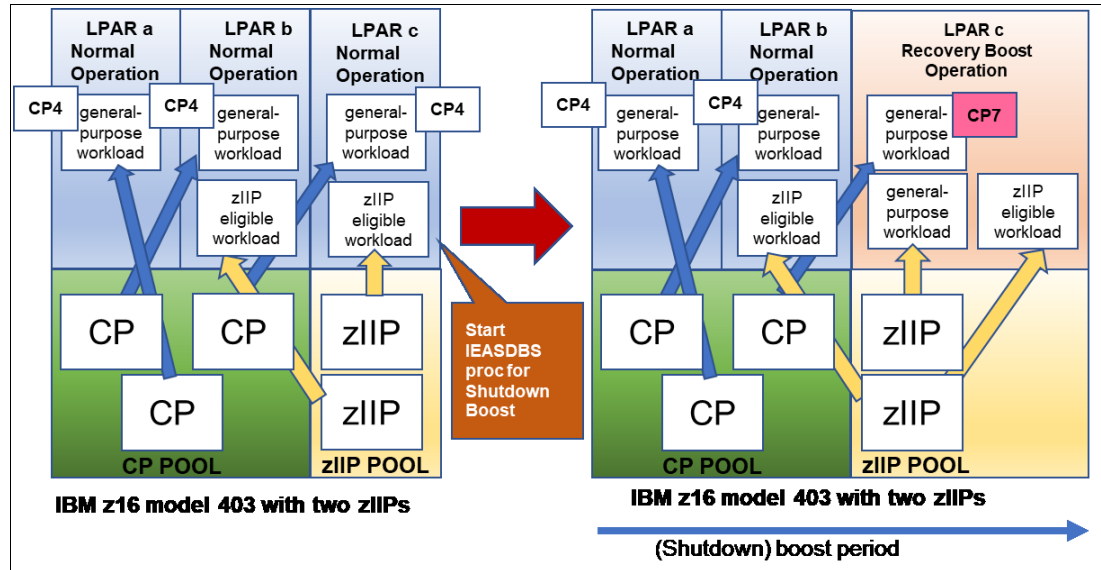 LPAR a
Normal
Operation
LPAR b
Normal
Operation
LPAR c
Normal
Operation
CP4
general-
purpose
workload
CP4
general-
purpose
workload
general-
purpose
workload
CP4
zIIP
eligible
workload
zIIP
eligible
workload
CP
CP
zIIP
CP
zIIP
CP POOL
zIIP POOL
IBM z16 model 403 with two zIIPs
Start
IEASDBS
proc for
Shutdown
Boost
LPAR a
Normal
Operation
LPAR b
Normal
Operation
LPAR c
Recovery Boost
Operation
CP4
general-
purpose
workload
CP4
general-
purpose
workload
general-
purpose
workload
CP7
zIIP
eligible
workload
general-
purpose
workload
zIIP
eligible
workload
CP
CP
zIIP
CP
zIIP
CP POOL
zIIP POOL
IBM z16 model 403 with two zIIPs
(Shutdown) boost period